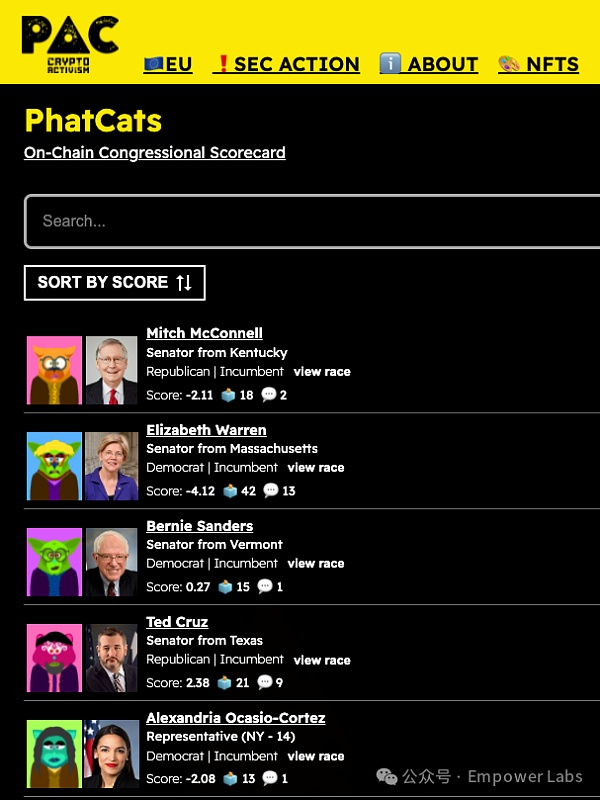 PAC
CRYPTO
ACTIVISM
EU
SEC ACTION
ABOUT
NFTS
PhatCats
On-Chain Congressional Scorecard
Search...
SORT BY SCORE
Mitch McConnell
Senator from Kentucky
Republican | Incumbent view race
Score: -2.11 18 2
Elizabeth Warren
Senator from Massachusetts
Democrat | Incumbent view race
Score: -4.12 42 13
Bernie Sanders
Senator from Vermont
Democrat | Incumbent view race
Score: 0.27 15 1
Ted Cruz
Senator from Texas
Republican | Incumbent view race
Score: 2.38 21 9
Alexandria Ocasio-Cortez
Representative (NY - 14)
Democrat | Incumbent view race
Score: -2.08 13 1
公众号 · Empower Labs